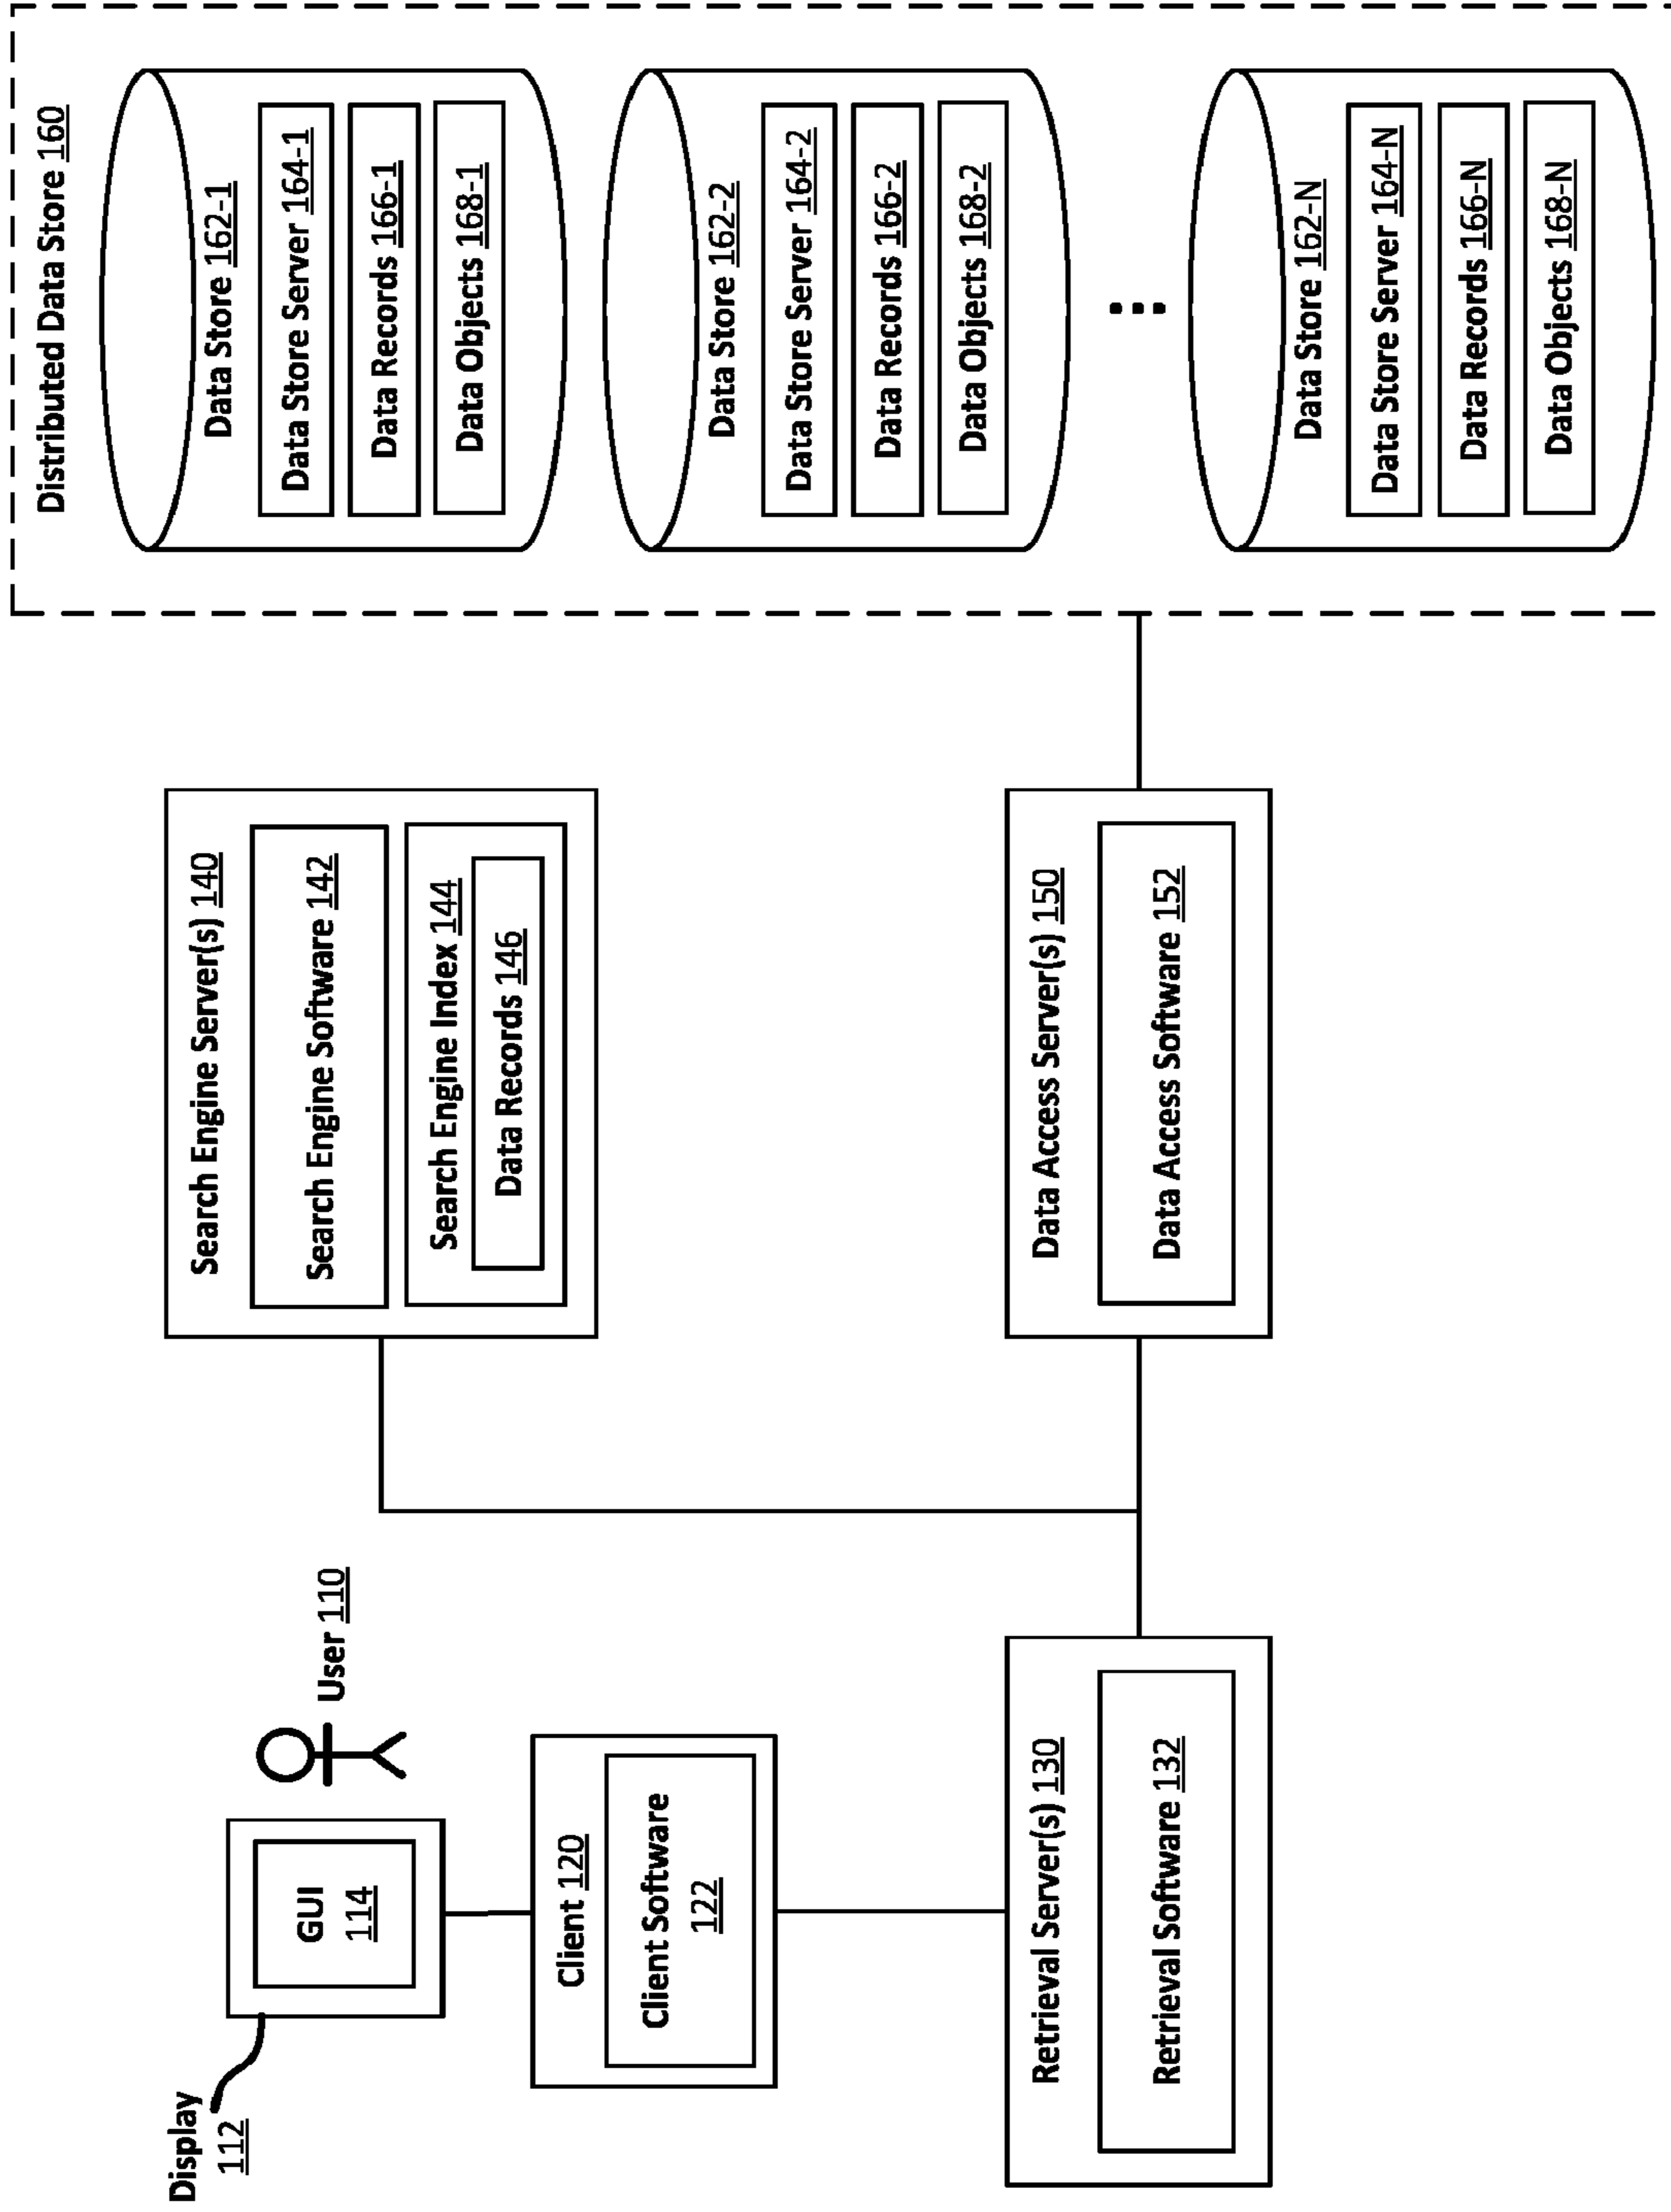 Display
112
GUI
114
User 110
Client 120
Client Software
122
Retrieval Server(s) 130
Retrieval Software 132
Search Engine Server(s) 140
Search Engine Software 142
Search Engine Index 144
Data Records 146
Data Access Server(s) 150
Data Access Software 152
Distributed Data Store 160
Data Store 162-1
Data Store Server 164-1
Data Records 166-1
Data Objects 168-1
Data Store 162-2
Data Store Server 164-2
Data Records 166-2
Data Objects 168-2
Data Store 162-N
Data Store Server 164-N
Data Records 166-N
Data Objects 168-N